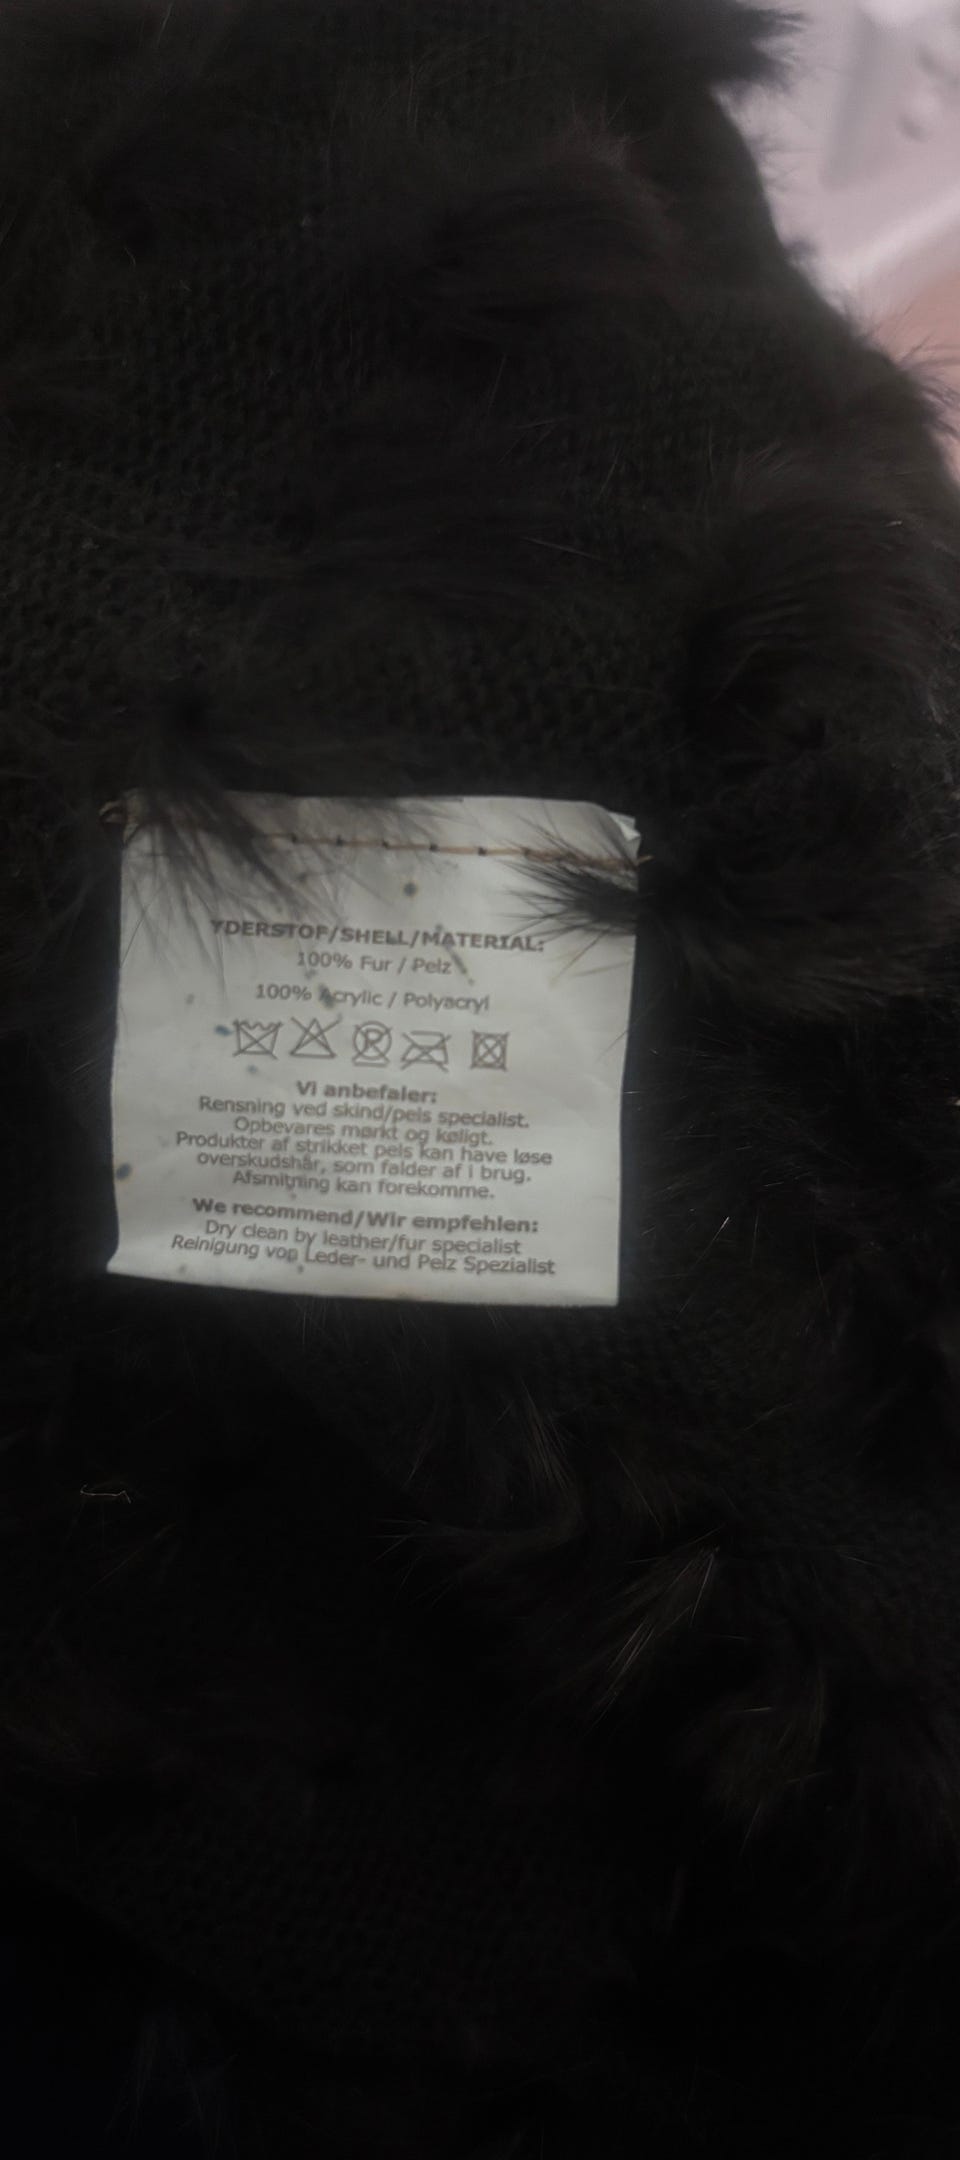 YDERSTOF/SHELL/MATERIAL:
100% Fur / Pelz
100% Acrylic / Polyacryl
Vi anbefaler:
Rensning ved skind/pels specialist.
Opbevares mørkt og køligt.
Produkter af strikket pels kan have løse
overskudshår, som falder af i brug.
Afsmitning kan forekomme.
We recommend/Wir empfehlen:
Dry clean by leather/fur specialist
Reinigung von Leder- und Pelz Spezialist